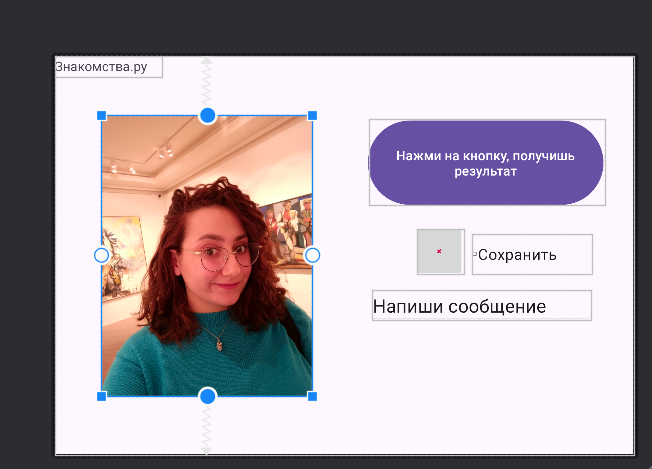 Знакомства.ру
Нажми на кнопку, получишь
результат
Сохранить
Напиши сообщение